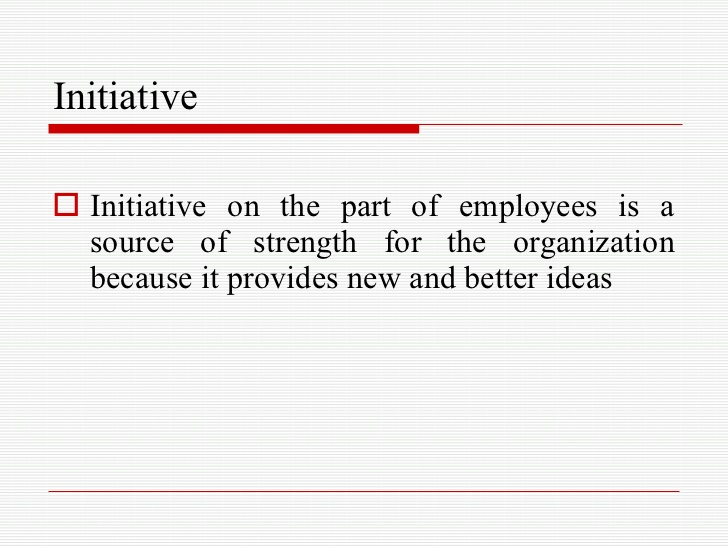 Initiative
Initiative on the part of employees is a
source of strength for the organization
because it provides new and better ideas